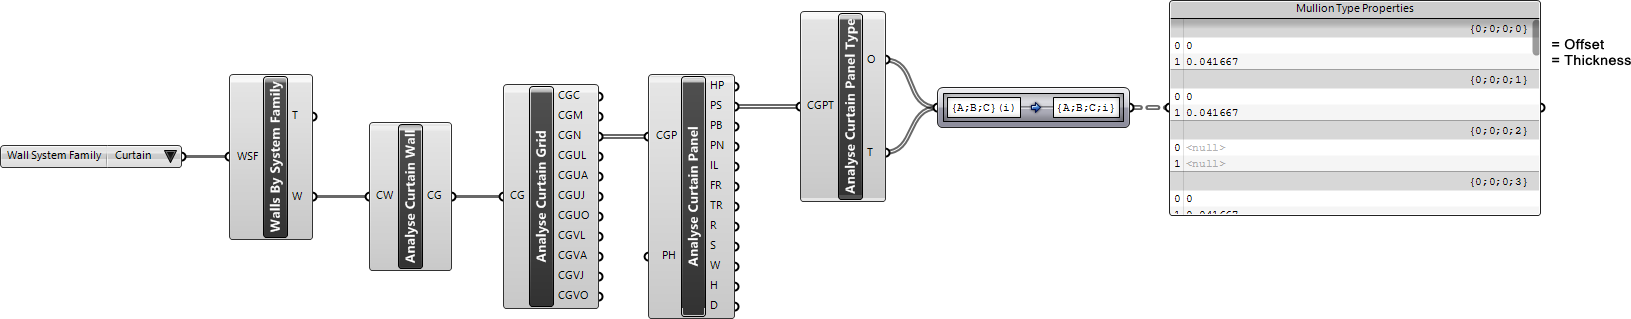 Wall System Family
Curtain
WSF
Walls By System Family
T
W
CW
Analyse Curtain Wall
CG
CG
Analyse Curtain Grid
CGC
CGM
CGN
CGUL
CGUA
CGUJ
CGUO
CGVL
CGVA
CGVJ
CGVO
CGP
PH
Analyse Curtain Panel
HP
PS
PB
PN
IL
FR
TR
R
S
W
H
D
CGPT
Analyse Curtain Panel Type
O
T
{A;B;C}(i)
{A;B;C;i}
Mullion Type Properties
{0;0;0;0}
0 0
1 0.041667
{0;0;0;1}
0 0
1 0.041667
{0;0;0;2}
0 <null>
1 <null>
{0;0;0;3}
0 0
1 0.041667
= Offset
= Thickness